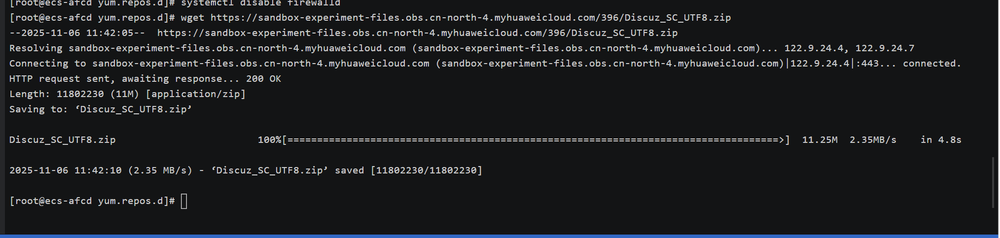 [root@ecs-afcd yum.repos.d]# systemctl disable firewalld
[root@ecs-afcd yum.repos.d]# wget https://sandbox-experiment-files.obs.cn-north-4.myhuaweicloud.com/396/Discuz_SC_UTF8.zip
--2025-11-06 11:42:05--  https://sandbox-experiment-files.obs.cn-north-4.myhuaweicloud.com/396/Discuz_SC_UTF8.zip
Resolving sandbox-experiment-files.obs.cn-north-4.myhuaweicloud.com (sandbox-experiment-files.obs.cn-north-4.myhuaweicloud.com)... 122.9.24.4, 122.9.24.7
Connecting to sandbox-experiment-files.obs.cn-north-4.myhuaweicloud.com (sandbox-experiment-files.obs.cn-north-4.myhuaweicloud.com)|122.9.24.4|:443... connected.
HTTP request sent, awaiting response... 200 OK
Length: 11802230 (11M) [application/zip]
Saving to: ‘Discuz_SC_UTF8.zip’
Discuz_SC_UTF8.zip                        100%[===================================================================================>]  11.25M  2.35MB/s    in 4.8s
2025-11-06 11:42:10 (2.35 MB/s) - ‘Discuz_SC_UTF8.zip’ saved [11802230/11802230]
[root@ecs-afcd yum.repos.d]#